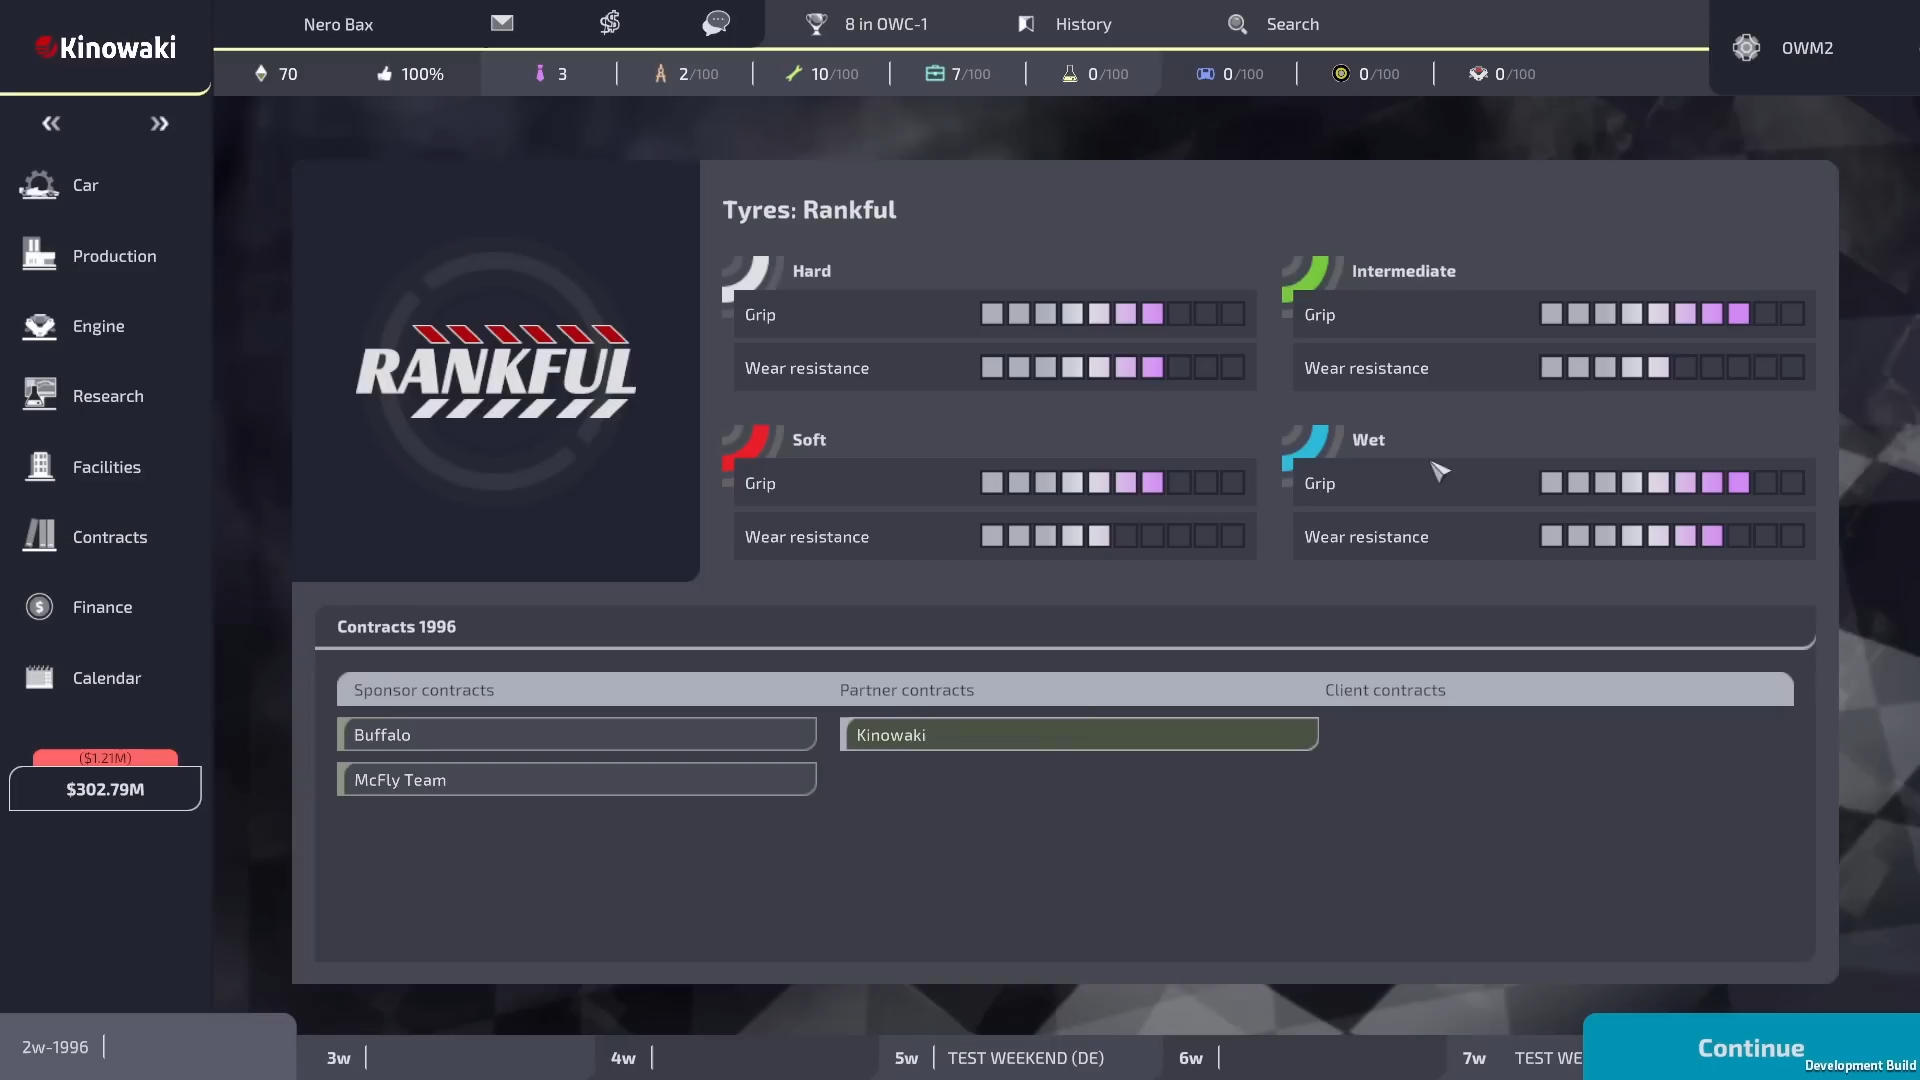 Kinowaki
Nero Bax
8 in OWC-1
History
Search
OWM2
70
100%
3
2/100
10/100
7/100
0/100
0/100
0/100
0/100
Car
Production
Engine
Research
Facilities
Contracts
Finance
Calendar
($1.21M)
$302.79M
RANKFUL
Tyres: Rankful
Hard
Grip
Wear resistance
Intermediate
Grip
Wear resistance
Soft
Grip
Wear resistance
Wet
Grip
Wear resistance
Contracts 1996
Sponsor contracts
Partner contracts
Client contracts
Buffalo
Kinowaki
McFly Team
2w-1996
3w
4w
5w
TEST WEEKEND (DE)
6w
7w
TEST WE
Continue
Development Build